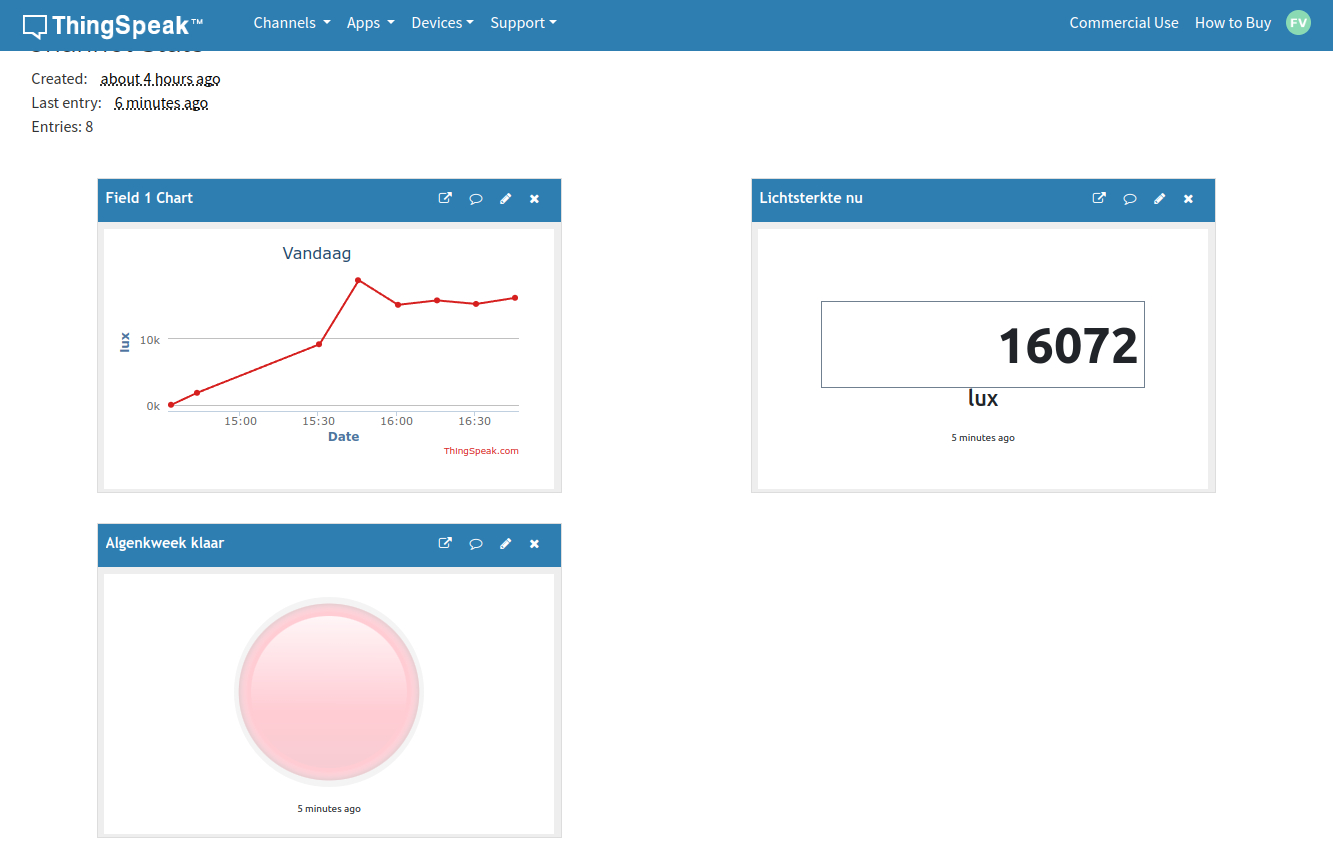 ThingSpeak™ Channels Apps Devices Support Commercial Use How to Buy FV
Created: about 4 hours ago
Last entry: 6 minutes ago
Entries: 8
Field 1 Chart
Vandaag
lux
10k
0k
15:00 15:30 16:00 16:30
Date
ThingSpeak.com
Lichtsterkte nu
16072
lux
5 minutes ago
Algenkweek klaar
5 minutes ago